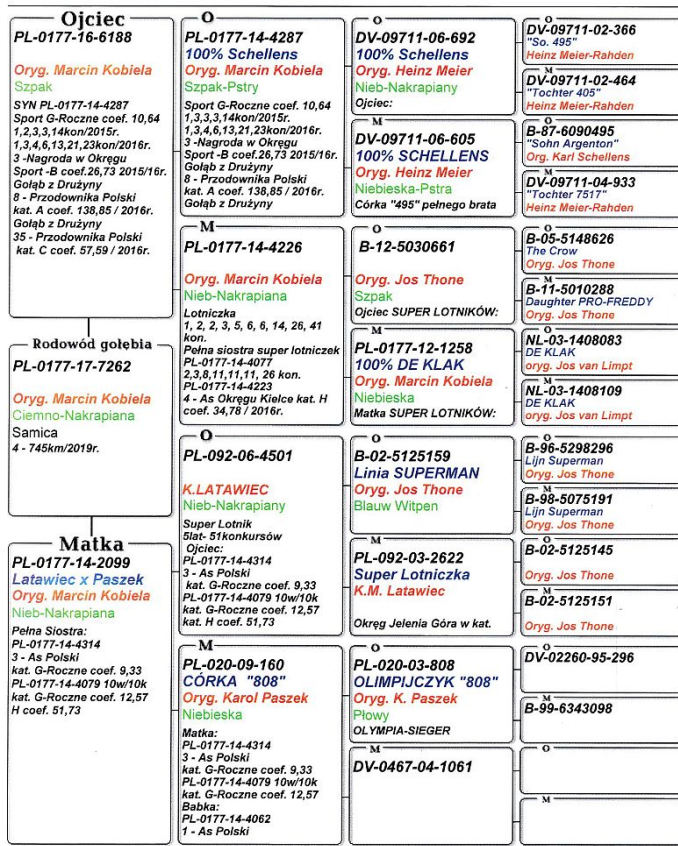 Ojciec
PL-0177-16-6188
Oryg. Marcin Kobiela
Szpak
SYN PL-0177-14-4287
Sport G-Roczne coef. 10,64
1,2,3,3,14kon/2015r.
1,3,4,6,13,21,23kon/2016r.
3 -Nagroda w Okręgu
Sport -B coef.26,73 2015/16r.
Gołąb z Drużyny
8 - Przodownika Polski
kat. A coef. 138,85 / 2016r.
Gołąb z Drużyny
35 - Przodownika Polski
kat. C coef. 57,59 / 2016r.
Rodowód gołębia
PL-0177-17-7262
Oryg. Marcin Kobiela
Ciemno-Nakrapiana
Samica
4 - 745km/2019r.
Matka
PL-0177-14-2099
Latawiec x Paszek
Oryg. Marcin Kobiela
Nieb-Nakrapiana
Pełna Siostra:
PL-0177-14-4314
3 - As Polski
kat. G-Roczne coef. 9,33
PL-0177-14-4079 10w/10k
kat. G-Roczne coef. 12,57
H coef. 51,73
O
PL-0177-14-4287
100% Schellens
Oryg. Marcin Kobiela
Szpak-Pstry
Sport G-Roczne coef. 10,64
1,3,3,3,14kon/2015r.
1,3,4,6,13,21,23kon/2016r.
3 -Nagroda w Okręgu
Sport -B coef.26,73 2015/16r.
Gołąb z Drużyny
8 - Przodownika Polski
kat. A coef. 138,85 / 2016r.
Gołąb z Drużyny
M
PL-0177-14-4226
Oryg. Marcin Kobiela
Nieb-Nakrapiana
Lotniczka
1, 2, 2, 3, 5, 6, 6, 14, 26, 41
kon.
Pełna siostra super lotniczek
PL-0177-14-4077
2,3,8,11,11,11, 26 kon.
PL-0177-14-4223
4 - As Okręgu Kielce kat. H
coef. 34,78 / 2016r.
O
PL-092-06-4501
K.LATAWIEC
Nieb-Nakrapiany
Super Lotnik
5lat- 51konkursów
Ojciec:
PL-0177-14-4314
3 - As Polski
kat. G-Roczne coef. 9,33
PL-0177-14-4079 10w/10k
kat. G-Roczne coef. 12,57
kat. H coef. 51,73
M
PL-020-09-160
CÓRKA "808"
Oryg. Karol Paszek
Niebieska
Matka:
PL-0177-14-4314
3 - As Polski
kat. G-Roczne coef. 9,33
PL-0177-14-4079 10w/10k
kat. G-Roczne coef. 12,57
Babka:
PL-0177-14-4062
1 - As Polski
O
DV-09711-06-692
100% Schellens
Oryg. Heinz Meier
Nieb-Nakrapiany
Ojciec:
M
DV-09711-06-605
100% SCHELLENS
Oryg. Heinz Meier
Niebieska-Pstra
Córka "495" pełnego brata
O
B-12-5030661
Oryg. Jos Thone
Szpak
Ojciec SUPER LOTNIKÓW:
M
PL-0177-12-1258
100% DE KLAK
Oryg. Marcin Kobiela
Niebieska
Matka SUPER LOTNIKÓW:
O
B-02-5125159
Linia SUPERMAN
Oryg. Jos Thone
Blauw Witpen
M
PL-092-03-2622
Super Lotniczka
K.M. Latawiec
Okręg Jelenia Góra w kat.
O
PL-020-03-808
OLIMPIJCZYK "808"
Oryg. K. Paszek
Płowy
OLYMPIA-SIEGER
M
DV-0467-04-1061
O
DV-09711-02-366
"So. 495"
Heinz Meier-Rahden
M
DV-09711-02-464
"Tochter 405"
Heinz Meier-Rahden
O
B-87-6090495
"Sohn Argenton"
Org. Karl Schellens
M
DV-09711-04-933
"Tochter 7517"
Heinz Meier-Rahden
O
B-05-5148626
The Crow
Oryg. Jos Thone
M
B-11-5010288
Daughter PRO-FREDDY
Oryg. Jos Thone
O
NL-03-1408083
DE KLAK
oryg. Jos van Limpt
M
NL-03-1408109
DE KLAK
oryg. Jos van Limpt
O
B-96-5298296
Lijn Superman
Oryg. Jos Thone
M
B-98-5075191
Lijn Superman
Oryg. Jos Thone
O
B-02-5125145
Oryg. Jos Thone
M
B-02-5125151
Oryg. Jos Thone
O
DV-02260-95-296
M
B-99-6343098
O
M